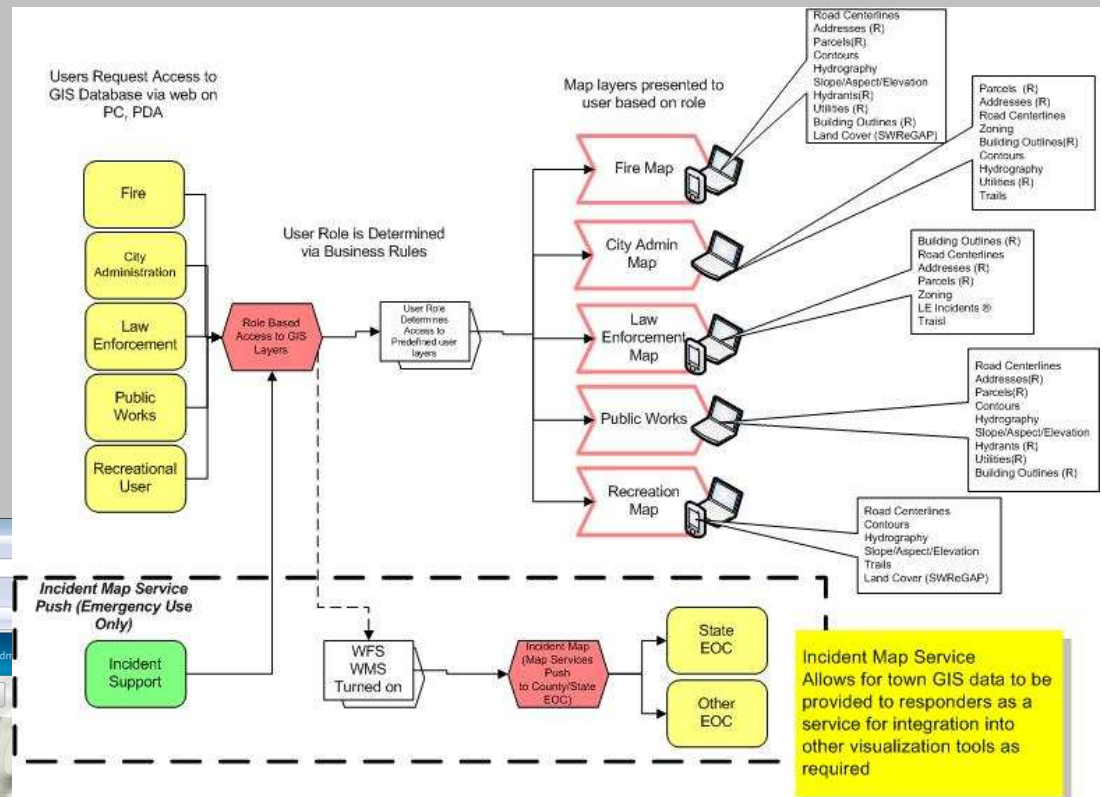 Users Request Access to
GIS Database via web on
PC, PDA
Fire
City
Administration
Law
Enforcement
Public
Works
Recreational
User
User Role is Determined
via Business Rules
Role Based
Access to GIS
Layers
User Role
Determines
Access to
Predefined user
layers
Map layers presented to
user based on role
Fire Map
City Admin
Map
Law
Enforcement
Map
Public Works
Recreation
Map
Road Centerlines
Addresses (R)
Parcels(R)
Contours
Hydrography
Slope/Aspect/Elevation
Hydrants(R)
Utilities (R)
Building Outlines (R)
Land Cover (SWReGAP)
Parcels (R)
Addresses (R)
Road Centerlines
Zoning
Building Outlines(R)
Contours
Hydrography
Utilities (R)
Trails
Building Outlines (R)
Road Centerlines
Addresses (R)
Parcels (R)
Zoning
LE Incidents ®
Traisl
Road Centerlines
Addresses(R)
Parcels(R)
Contours
Hydrography
Slope/Aspect/Elevation
Hydrants (R)
Utilities(R)
Building Outlines (R)
Road Centerlines
Contours
Hydrography
Slope/Aspect/Elevation
Trails
Land Cover (SWReGAP)
Incident Map Service
Push (Emergency Use
Only)
Incident
Support
WFS
WMS
Turned on
Incident Map
(Map Services
Push
to County/State
EOC)
State
EOC
Other
EOC
Incident Map Service
Allows for town GIS data to be
provided to responders as a
service for integration into
other visualization tools as
required